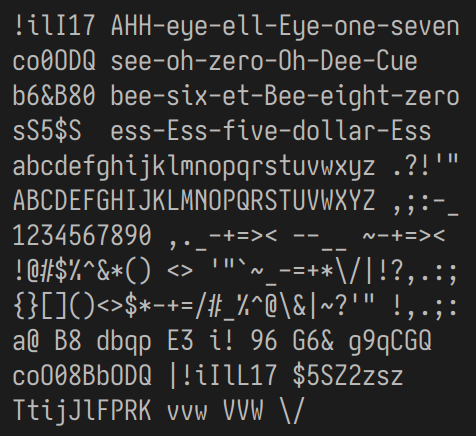 !ilI17 AHH-eye-ell-Eye-one-seven
co0ODQ see-oh-zero-Oh-Dee-Cue
b6&B80 bee-six-et-Bee-eight-zero
sS5$S  ess-Ess-five-dollar-Ess
abcdefghijklmnopqrstuvwxyz .?!'"
ABCDEFGHIJKLMNOPQRSTUVWXYZ ,;:-_
1234567890 ,._-+=>< --__ ~-+=><
!@#$%^&*() <> '"`~_-=+*\/|!?,.:;
{}[]()<>$*-+=/#_%^@\&|~?'" !,.;:
a@ B8 dbqp E3 i! 96 G6& g9qCGQ
coO08BbODQ |!iIlL17 $5SZ2zsz
TtijJlFPRK vvw VVW \/